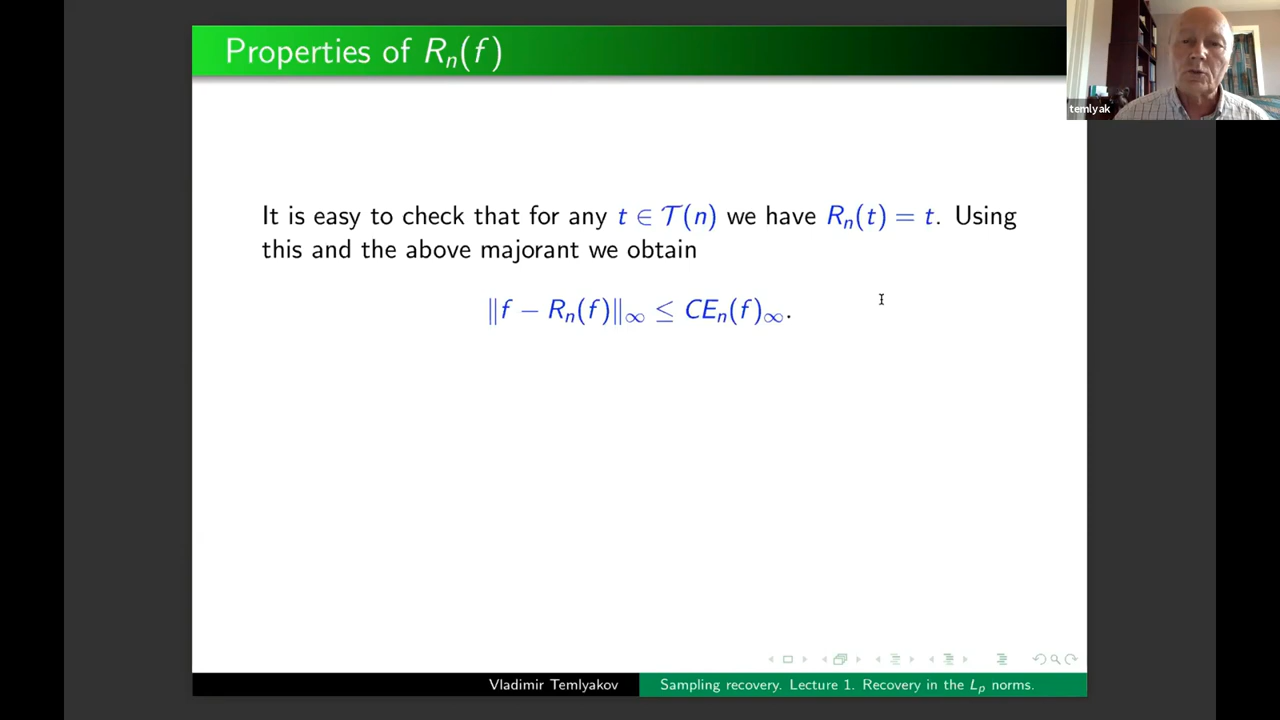 Properties of Rₙ(f)
temlyak
It is easy to check that for any t ∈ 𝒯(n) we have Rₙ(t) = t. Using
this and the above majorant we obtain
‖f − Rₙ(f)‖∞ ≤ CEₙ(f)∞.
Vladimir Temlyakov
Sampling recovery. Lecture 1. Recovery in the Lₚ norms.